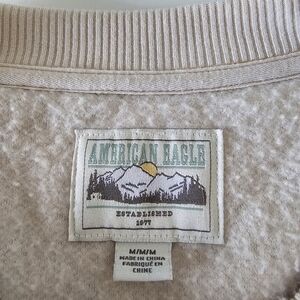 AMERICAN EAGLE
ESTABLISHED
1977
M/M/M
MADE IN CHINA
FABRIQUÉ EN
CHINE